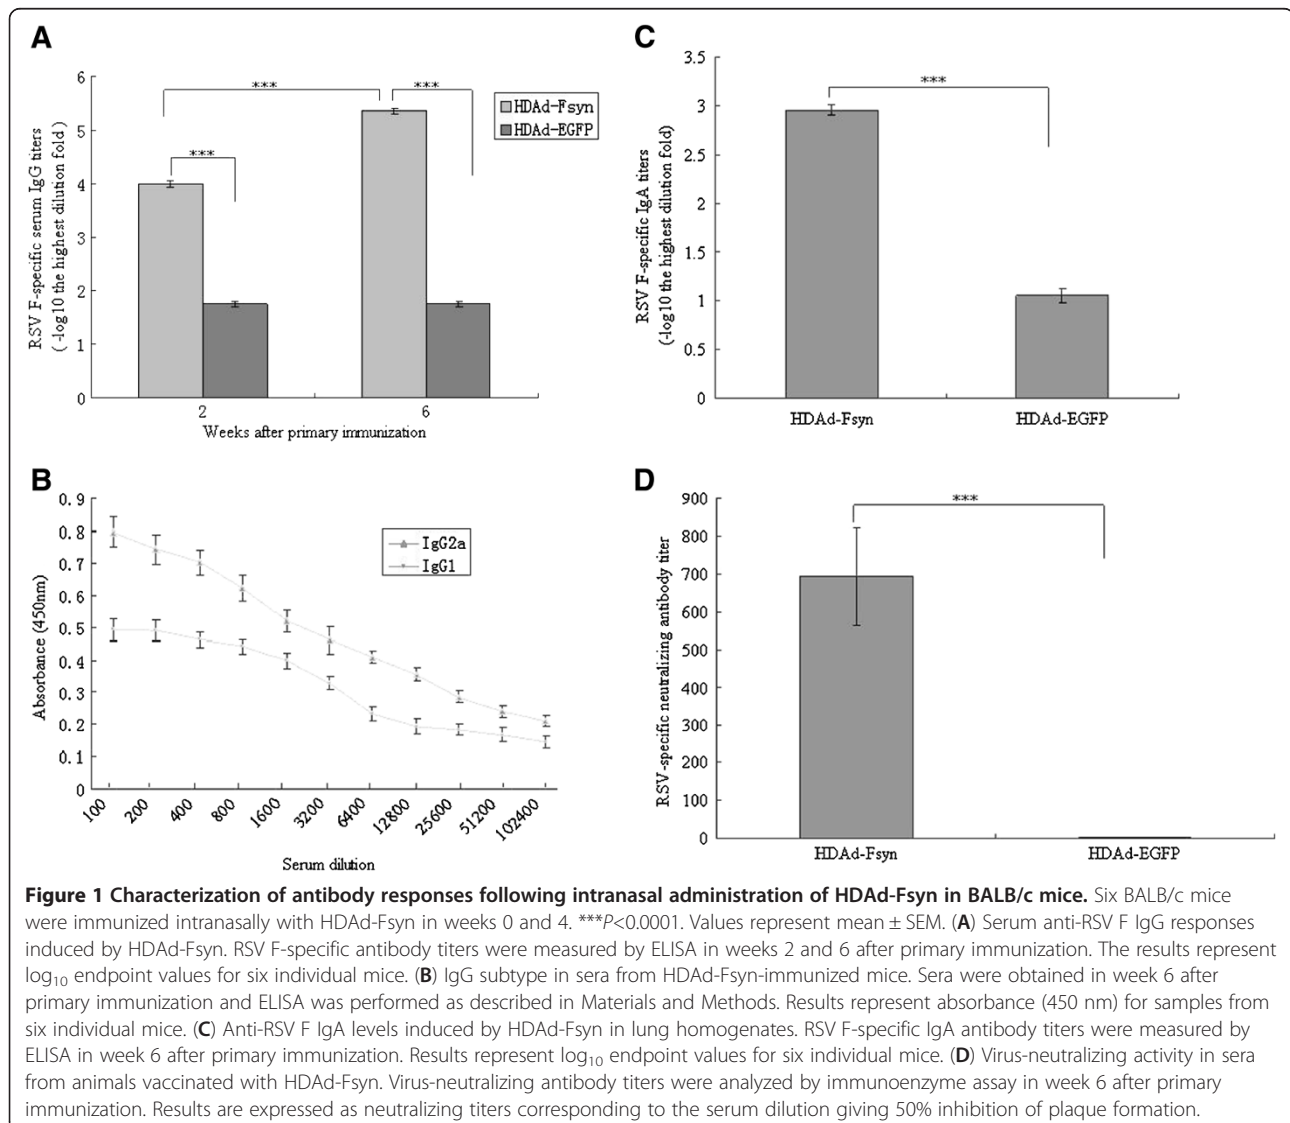 A
6
5
4
3
2
1
0
RSV F-specific serum IgG titers
( -log10 the highest dilution fold )
***
***
***
HDAd-Fsyn
HDAd-EGFP
2
6
Weeks after primary immunization
C
3.5
3
2.5
2
1.5
1
0.5
0
RSV F-specific IgA titers
(-log10 the highest dilution fold)
***
HDAd-Fsyn
HDAd-EGFP
B
0.9
0.8
0.7
0.6
0.5
0.4
0.3
0.2
0.1
0
Absorbance (450nm)
IgG2a
IgG1
100
200
400
800
1600
3200
6400
12800
25600
51200
102400
Serum dilution
D
900
800
700
600
500
400
300
200
100
0
RSV-specific neutralizing antibody titer
***
HDAd-Fsyn
HDAd-EGFP
Figure 1 Characterization of antibody responses following intranasal administration of HDAd-Fsyn in BALB/c mice. Six BALB/c mice
were immunized intranasally with HDAd-Fsyn in weeks 0 and 4. ***P<0.0001. Values represent mean ± SEM. (A) Serum anti-RSV F IgG responses
induced by HDAd-Fsyn. RSV F-specific antibody titers were measured by ELISA in weeks 2 and 6 after primary immunization. The results represent
log10 endpoint values for six individual mice. (B) IgG subtype in sera from HDAd-Fsyn-immunized mice. Sera were obtained in week 6 after
primary immunization and ELISA was performed as described in Materials and Methods. Results represent absorbance (450 nm) for samples from
six individual mice. (C) Anti-RSV F IgA levels induced by HDAd-Fsyn in lung homogenates. RSV F-specific IgA antibody titers were measured by
ELISA in week 6 after primary immunization. Results represent log10 endpoint values for six individual mice. (D) Virus-neutralizing activity in sera
from animals vaccinated with HDAd-Fsyn. Virus-neutralizing antibody titers were analyzed by immunoenzyme assay in week 6 after primary
immunization. Results are expressed as neutralizing titers corresponding to the serum dilution giving 50% inhibition of plaque formation.